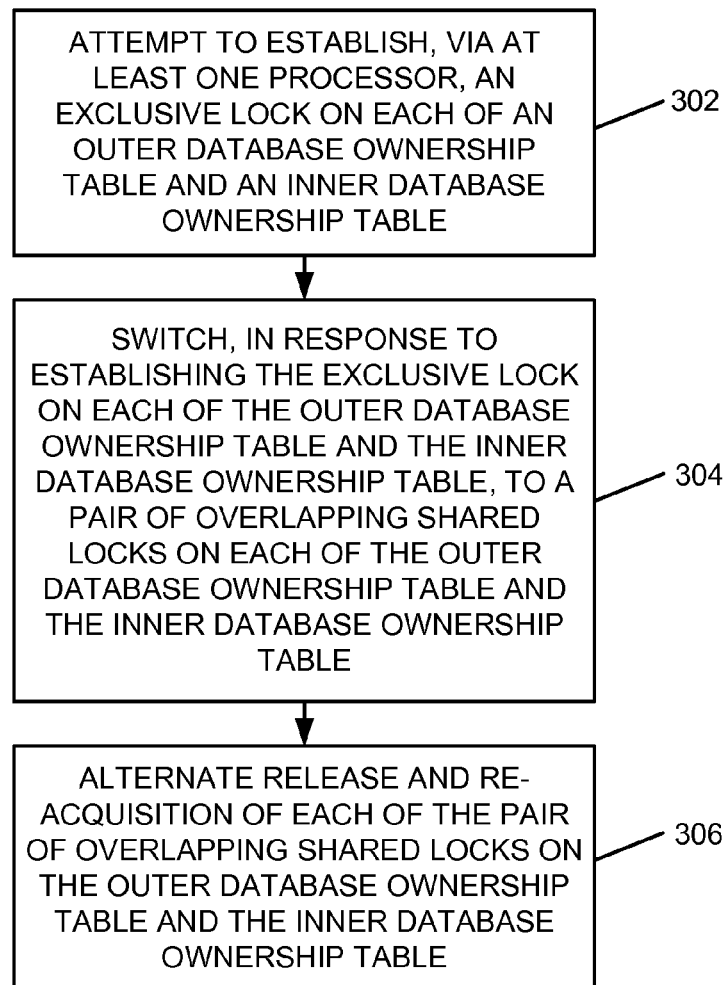 ATTEMPT TO ESTABLISH, VIA AT
LEAST ONE PROCESSOR, AN
EXCLUSIVE LOCK ON EACH OF AN
OUTER DATABASE OWNERSHIP
TABLE AND AN INNER DATABASE
OWNERSHIP TABLE
302
SWITCH, IN RESPONSE TO
ESTABLISHING THE EXCLUSIVE LOCK
ON EACH OF THE OUTER DATABASE
OWNERSHIP TABLE AND THE INNER
DATABASE OWNERSHIP TABLE, TO A
PAIR OF OVERLAPPING SHARED
LOCKS ON EACH OF THE OUTER
DATABASE OWNERSHIP TABLE AND
THE INNER DATABASE OWNERSHIP
TABLE
304
ALTERNATE RELEASE AND RE-
ACQUISITION OF EACH OF THE PAIR
OF OVERLAPPING SHARED LOCKS ON
THE OUTER DATABASE OWNERSHIP
TABLE AND THE INNER DATABASE
OWNERSHIP TABLE
306